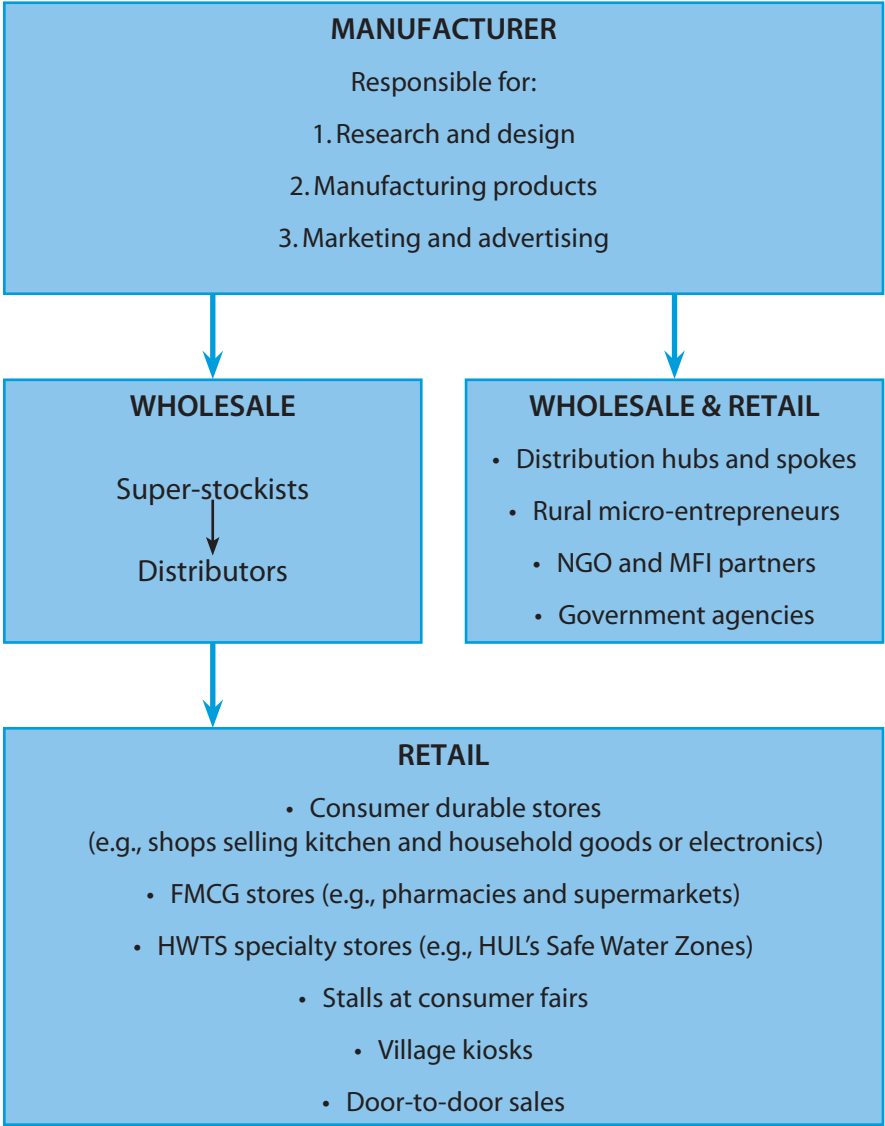 MANUFACTURER
Responsible for:
1. Research and design
2. Manufacturing products
3. Marketing and advertising
WHOLESALE
Super-stockists
Distributors
WHOLESALE & RETAIL
• Distribution hubs and spokes
• Rural micro-entrepreneurs
• NGO and MFI partners
• Government agencies
RETAIL
• Consumer durable stores
(e.g., shops selling kitchen and household goods or electronics)
• FMCG stores (e.g., pharmacies and supermarkets)
• HWTS specialty stores (e.g., HUL’s Safe Water Zones)
• Stalls at consumer fairs
• Village kiosks
• Door-to-door sales